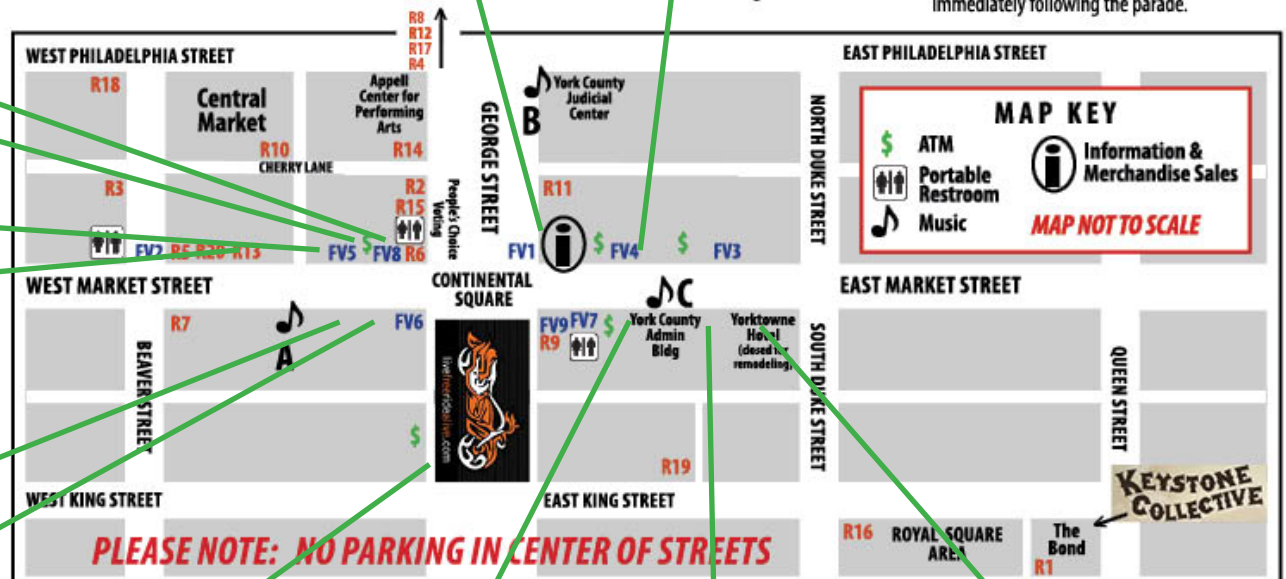 immediately following the parade.
R8
R12
R17
R4
WEST PHILADELPHIA STREET
EAST PHILADELPHIA STREET
R18
Central
Market
R10
Appell
Center for
Performing
Arts
R14
CHERRY LANE
GEORGE STREET
B
York County
Judicial
Center
NORTH DUKE STREET
MAP KEY
$ ATM
Portable
Restroom
Music
i Information &
Merchandise Sales
MAP NOT TO SCALE
R3
R2
R15
People's Choice
Voting
R11
FV2 R5 R20 R13
FV5 $ FV8 R6
FV1 i $ FV4 $ FV3
WEST MARKET STREET
CONTINENTAL
SQUARE
EAST MARKET STREET
R7
A
FV6
BEAVER STREET
livefreeridealive.com
FV9 FV7 $
R9
C
York County
Admin
Bldg
Yorktowne
Hotel
(closed for
remodeling)
SOUTH DUKE STREET
QUEEN STREET
$
R19
WEST KING STREET
EAST KING STREET
KEYSTONE
COLLECTIVE
PLEASE NOTE: NO PARKING IN CENTER OF STREETS
R16 ROYAL SQUARE
AREA
The
Bond
R1